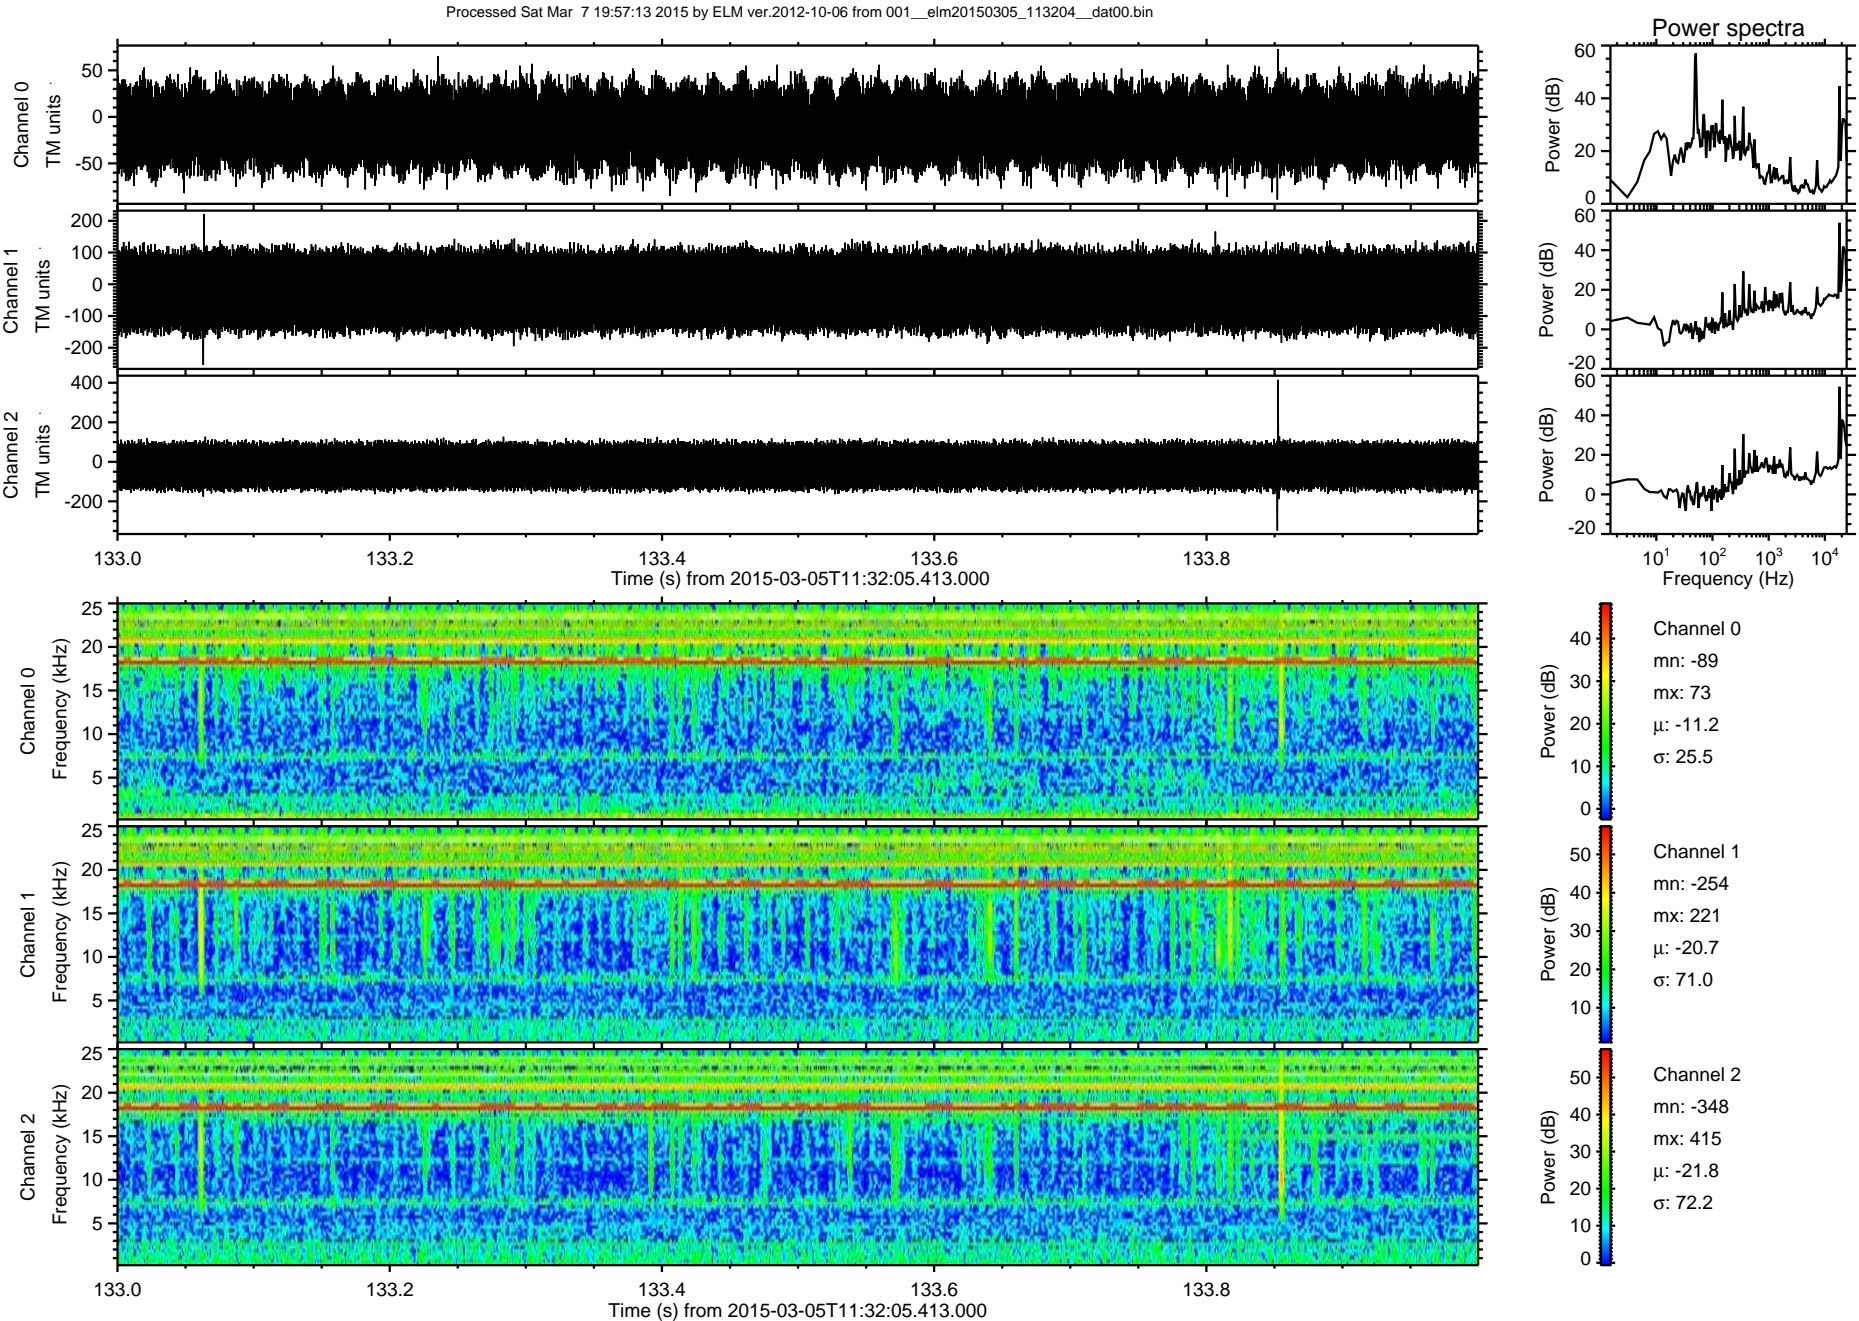 Processed Sat Mar  7 19:57:13 2015 by ELM ver.2012-10-06 from 001__elm20150305_113204__dat00.bin
Power spectra
Channel 0
TM units
50
0
-50
Power (dB)
60
40
20
0
Channel 1
TM units
200
100
0
-100
-200
Power (dB)
60
40
20
0
-20
Channel 2
TM units
400
200
0
-200
Power (dB)
60
40
20
0
-20
133.0 133.2 133.4 133.6 133.8
Time (s) from 2015-03-05T11:32:05.413.000
10^1 10^2 10^3 10^4
Frequency (Hz)
Channel 0
Frequency (kHz)
25
20
15
10
5
Power (dB)
40
30
20
10
0
Channel 0
mn: -89
mx: 73
µ: -11.2
σ: 25.5
Channel 1
Frequency (kHz)
25
20
15
10
5
Power (dB)
50
40
30
20
10
Channel 1
mn: -254
mx: 221
µ: -20.7
σ: 71.0
Channel 2
Frequency (kHz)
25
20
15
10
5
Power (dB)
50
40
30
20
10
0
Channel 2
mn: -348
mx: 415
µ: -21.8
σ: 72.2
133.0 133.2 133.4 133.6 133.8
Time (s) from 2015-03-05T11:32:05.413.000